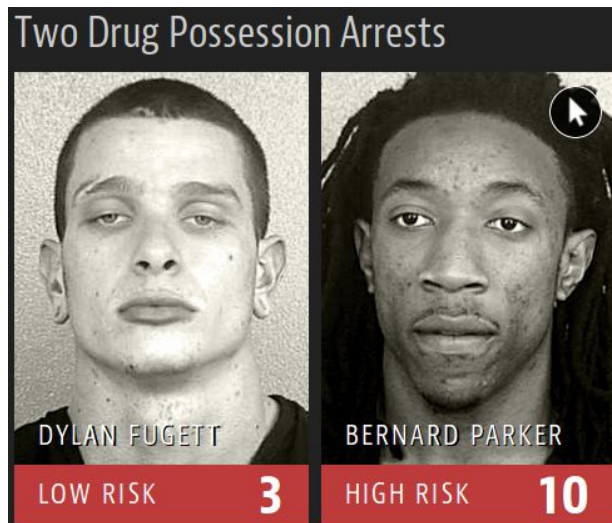 Two Drug Possession Arrests
DYLAN FUGETT
BERNARD PARKER
LOW RISK 3
HIGH RISK 10